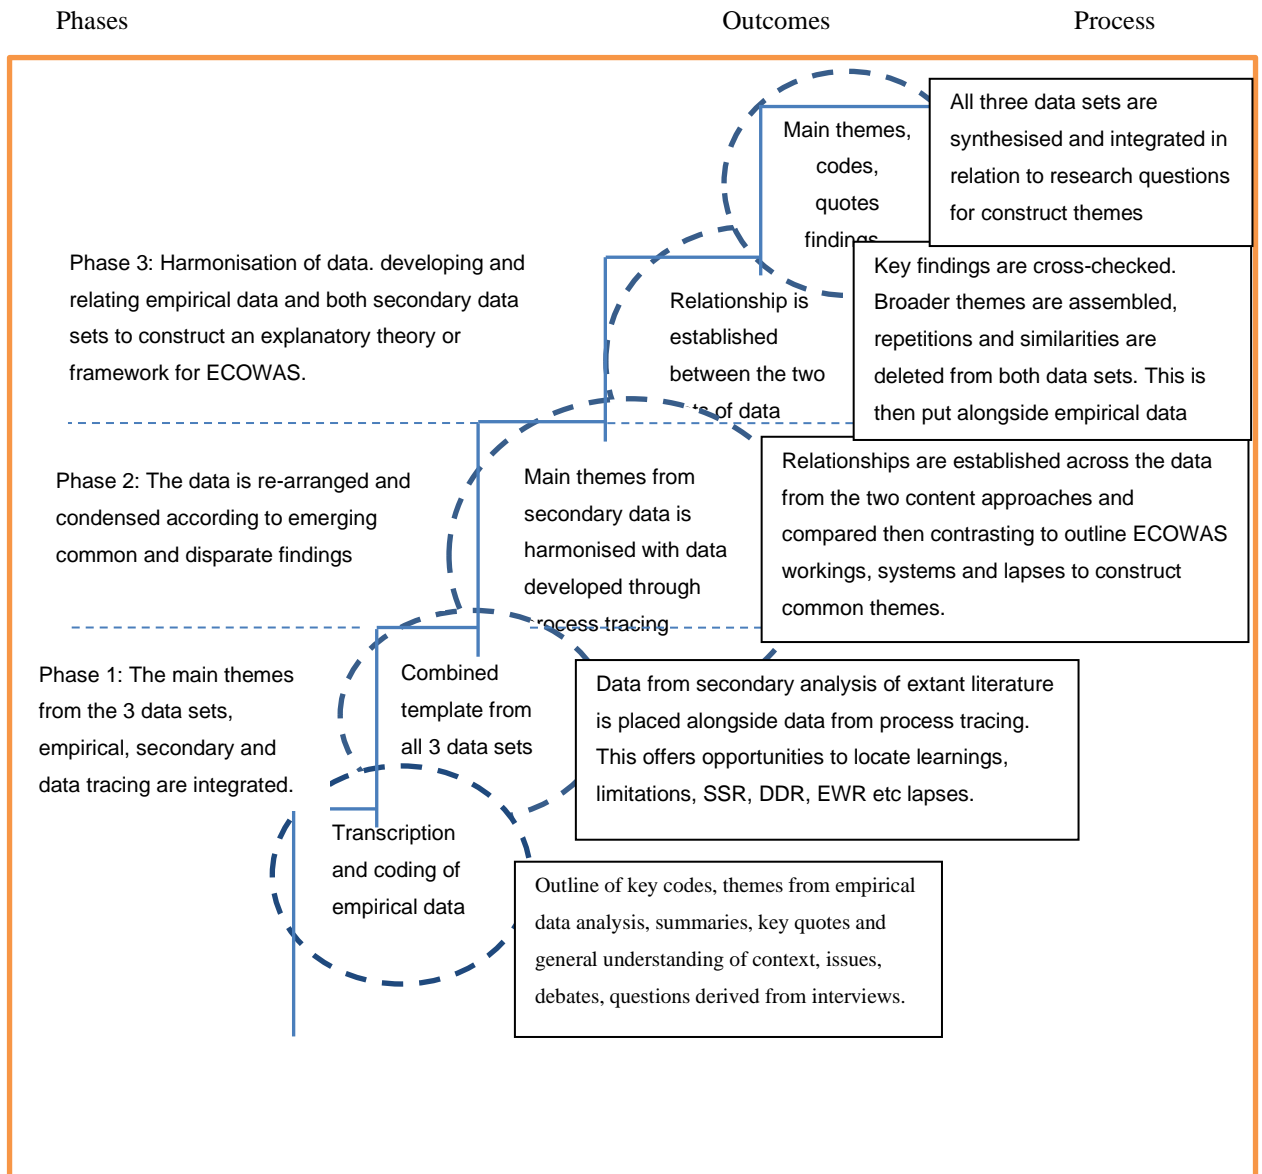 Phases
Outcomes
Process
All three data sets are
synthesised and integrated in
relation to research questions
for construct themes
Main themes,
codes,
quotes
findings
Key findings are cross-checked.
Broader themes are assembled,
repetitions and similarities are
deleted from both data sets. This is
then put alongside empirical data
Phase 3: Harmonisation of data. developing and
relating empirical data and both secondary data
sets to construct an explanatory theory or
framework for ECOWAS.
Relationship is
established
between the two
of data
Relationships are established across the data
from the two content approaches and
compared then contrasting to outline ECOWAS
workings, systems and lapses to construct
common themes.
Phase 2: The data is re-arranged and
condensed according to emerging
common and disparate findings
Main themes from
secondary data is
harmonised with data
developed through
process tracing
Phase 1: The main themes
from the 3 data sets,
empirical, secondary and
data tracing are integrated.
Combined
template from
all 3 data sets
Data from secondary analysis of extant literature
is placed alongside data from process tracing.
This offers opportunities to locate learnings,
limitations, SSR, DDR, EWR etc lapses.
Transcription
and coding of
empirical data
Outline of key codes, themes from empirical
data analysis, summaries, key quotes and
general understanding of context, issues,
debates, questions derived from interviews.